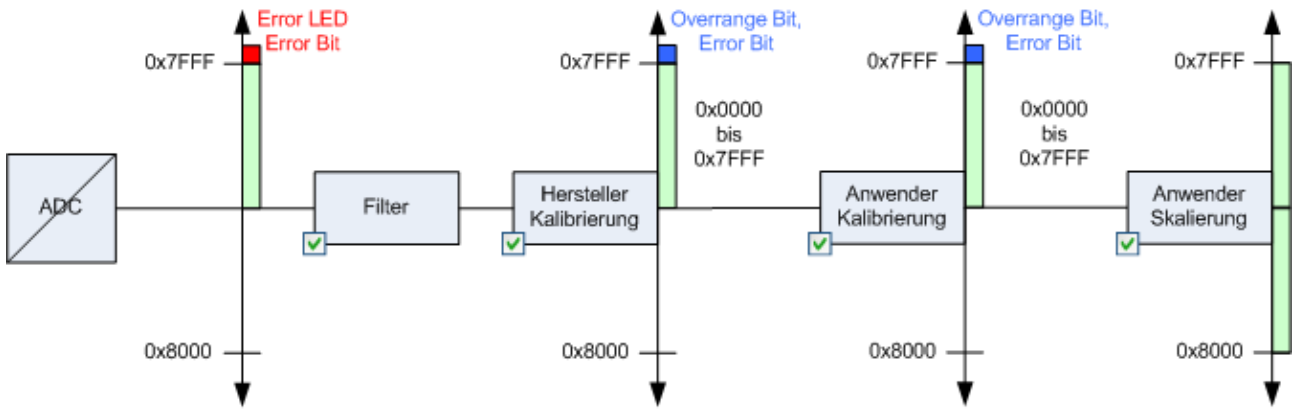 Error LED
Error Bit
0x7FFF
ADC
0x8000
Filter
Hersteller
Kalibrierung
Overrange Bit,
Error Bit
0x7FFF
0x0000
bis
0x7FFF
0x8000
Anwender
Kalibrierung
Overrange Bit,
Error Bit
0x7FFF
0x0000
bis
0x7FFF
0x8000
Anwender
Skalierung
0x7FFF
0x8000